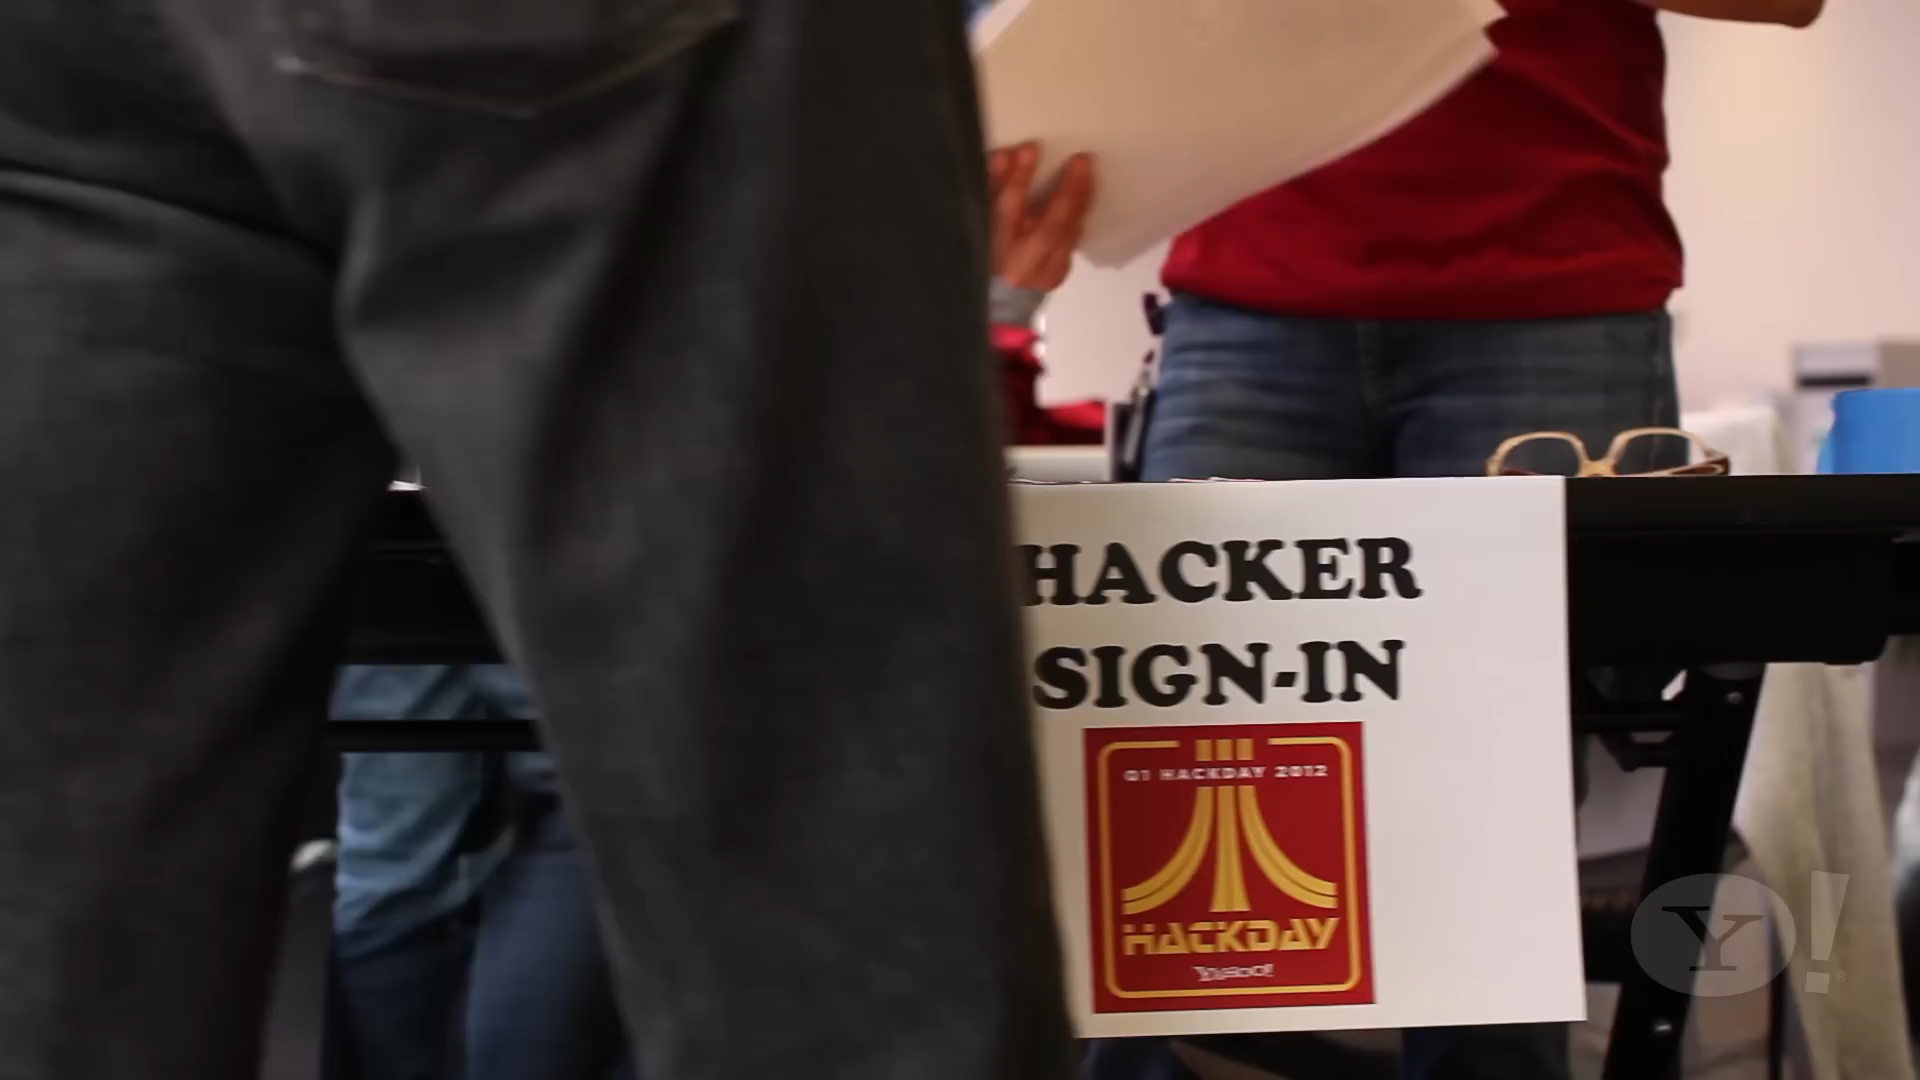 HACKER
SIGN-IN
Q1 HACKDAY 2012
HACKDAY
YAHOO!
Y!